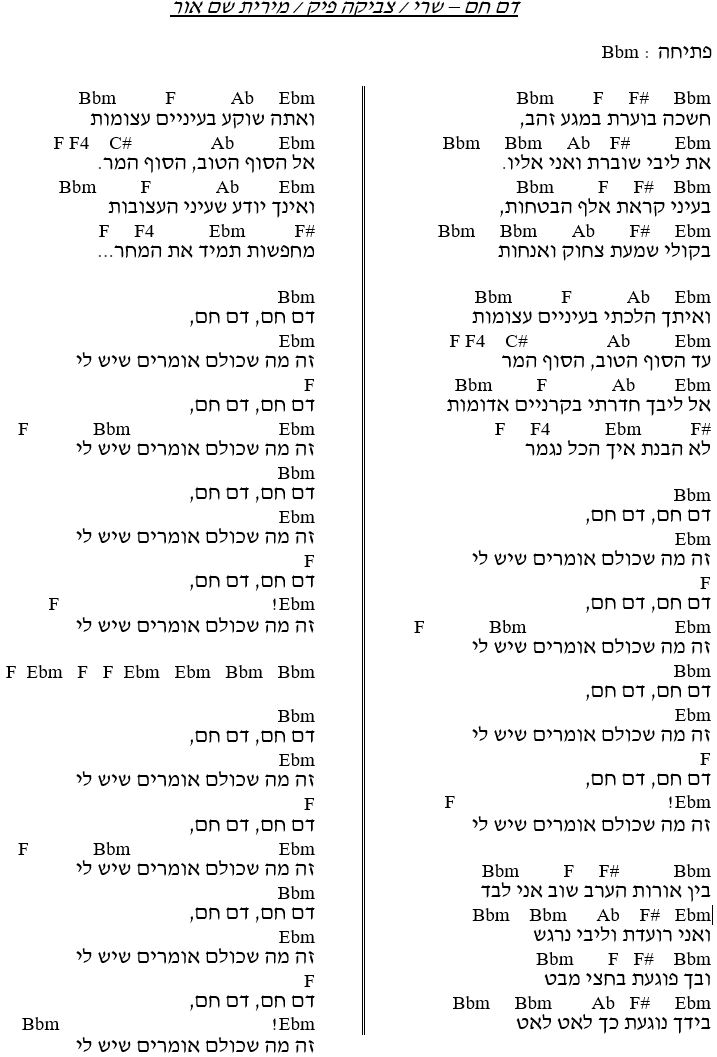 דם חם – שרי / צביקה פיק / מירית שם אור
פתיחה : Bbm
Bbm F F# Bbm
חשכה בוערת במגע זהב,
Bbm Bbm Ab F# Ebm
את ליבי שוברת ואני אליו.
Bbm F F# Bbm
בעיני קראת אלף הבטחות,
Bbm Bbm Ab F# Ebm
בקולי שמעת צחוק ואנחות
Bbm F Ab Ebm
ואיתך הלכתי בעיניים עצומות
F F4 C# Ab Ebm
עד הסוף הטוב, הסוף המר
Bbm F Ab Ebm
אל ליבך חדרתי בקרניים אדומות
F F4 Ebm F#
לא הבנת איך הכל נגמר
Bbm
דם חם, דם חם,
Ebm
זה מה שכולם אומרים שיש לי
F
דם חם, דם חם,
F Bbm Ebm
זה מה שכולם אומרים שיש לי
Bbm
דם חם, דם חם,
Ebm
זה מה שכולם אומרים שיש לי
F
דם חם, דם חם,
F !Ebm
זה מה שכולם אומרים שיש לי
Bbm F F# Bbm
בין אורות הערב שוב אני לבד
Bbm Bbm Ab F# Ebm
ואני רועדת וליבי נרגש
Bbm F F# Bbm
ובך פוגעת בחצי מבט
Bbm Bbm Ab F# Ebm
בידך נוגעת כך לאט לאט
Bbm F Ab Ebm
ואתה שוקע בעיניים עצומות
F F4 C# Ab Ebm
אל הסוף הטוב, הסוף המר.
Bbm F Ab Ebm
ואינך יודע שעיני העצובות
F F4 Ebm F#
מחפשות תמיד את המחר...
Bbm
דם חם, דם חם,
Ebm
זה מה שכולם אומרים שיש לי
F
דם חם, דם חם,
F Bbm Ebm
זה מה שכולם אומרים שיש לי
Bbm
דם חם, דם חם,
Ebm
זה מה שכולם אומרים שיש לי
F
דם חם, דם חם,
F !Ebm
זה מה שכולם אומרים שיש לי
F Ebm F F Ebm Ebm Bbm Bbm
Bbm
דם חם, דם חם,
Ebm
זה מה שכולם אומרים שיש לי
F
דם חם, דם חם,
F Bbm Ebm
זה מה שכולם אומרים שיש לי
Bbm
דם חם, דם חם,
Ebm
זה מה שכולם אומרים שיש לי
F
דם חם, דם חם,
Bbm !Ebm
זה מה שכולם אומרים שיש לי